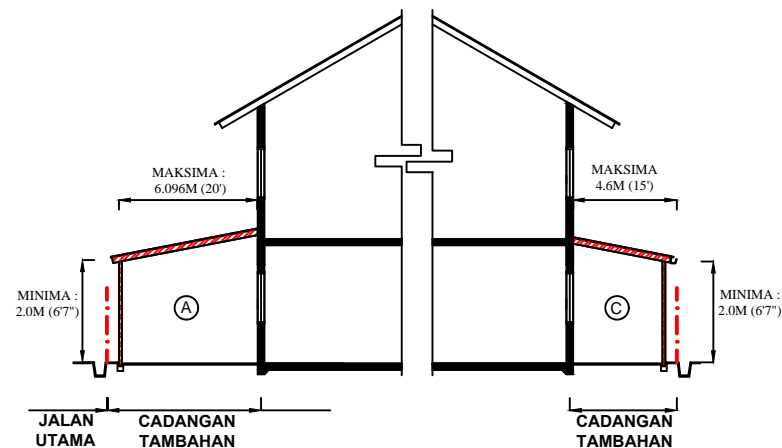 MAKSIMA :
6.096M (20')
MAKSIMA
4.6M (15')
MINIMA :
2.0M (6'7")
A
C
MINIMA :
2.0M (6'7")
JALAN
UTAMA
CADANGAN
TAMBAHAN
CADANGAN
TAMBAHAN